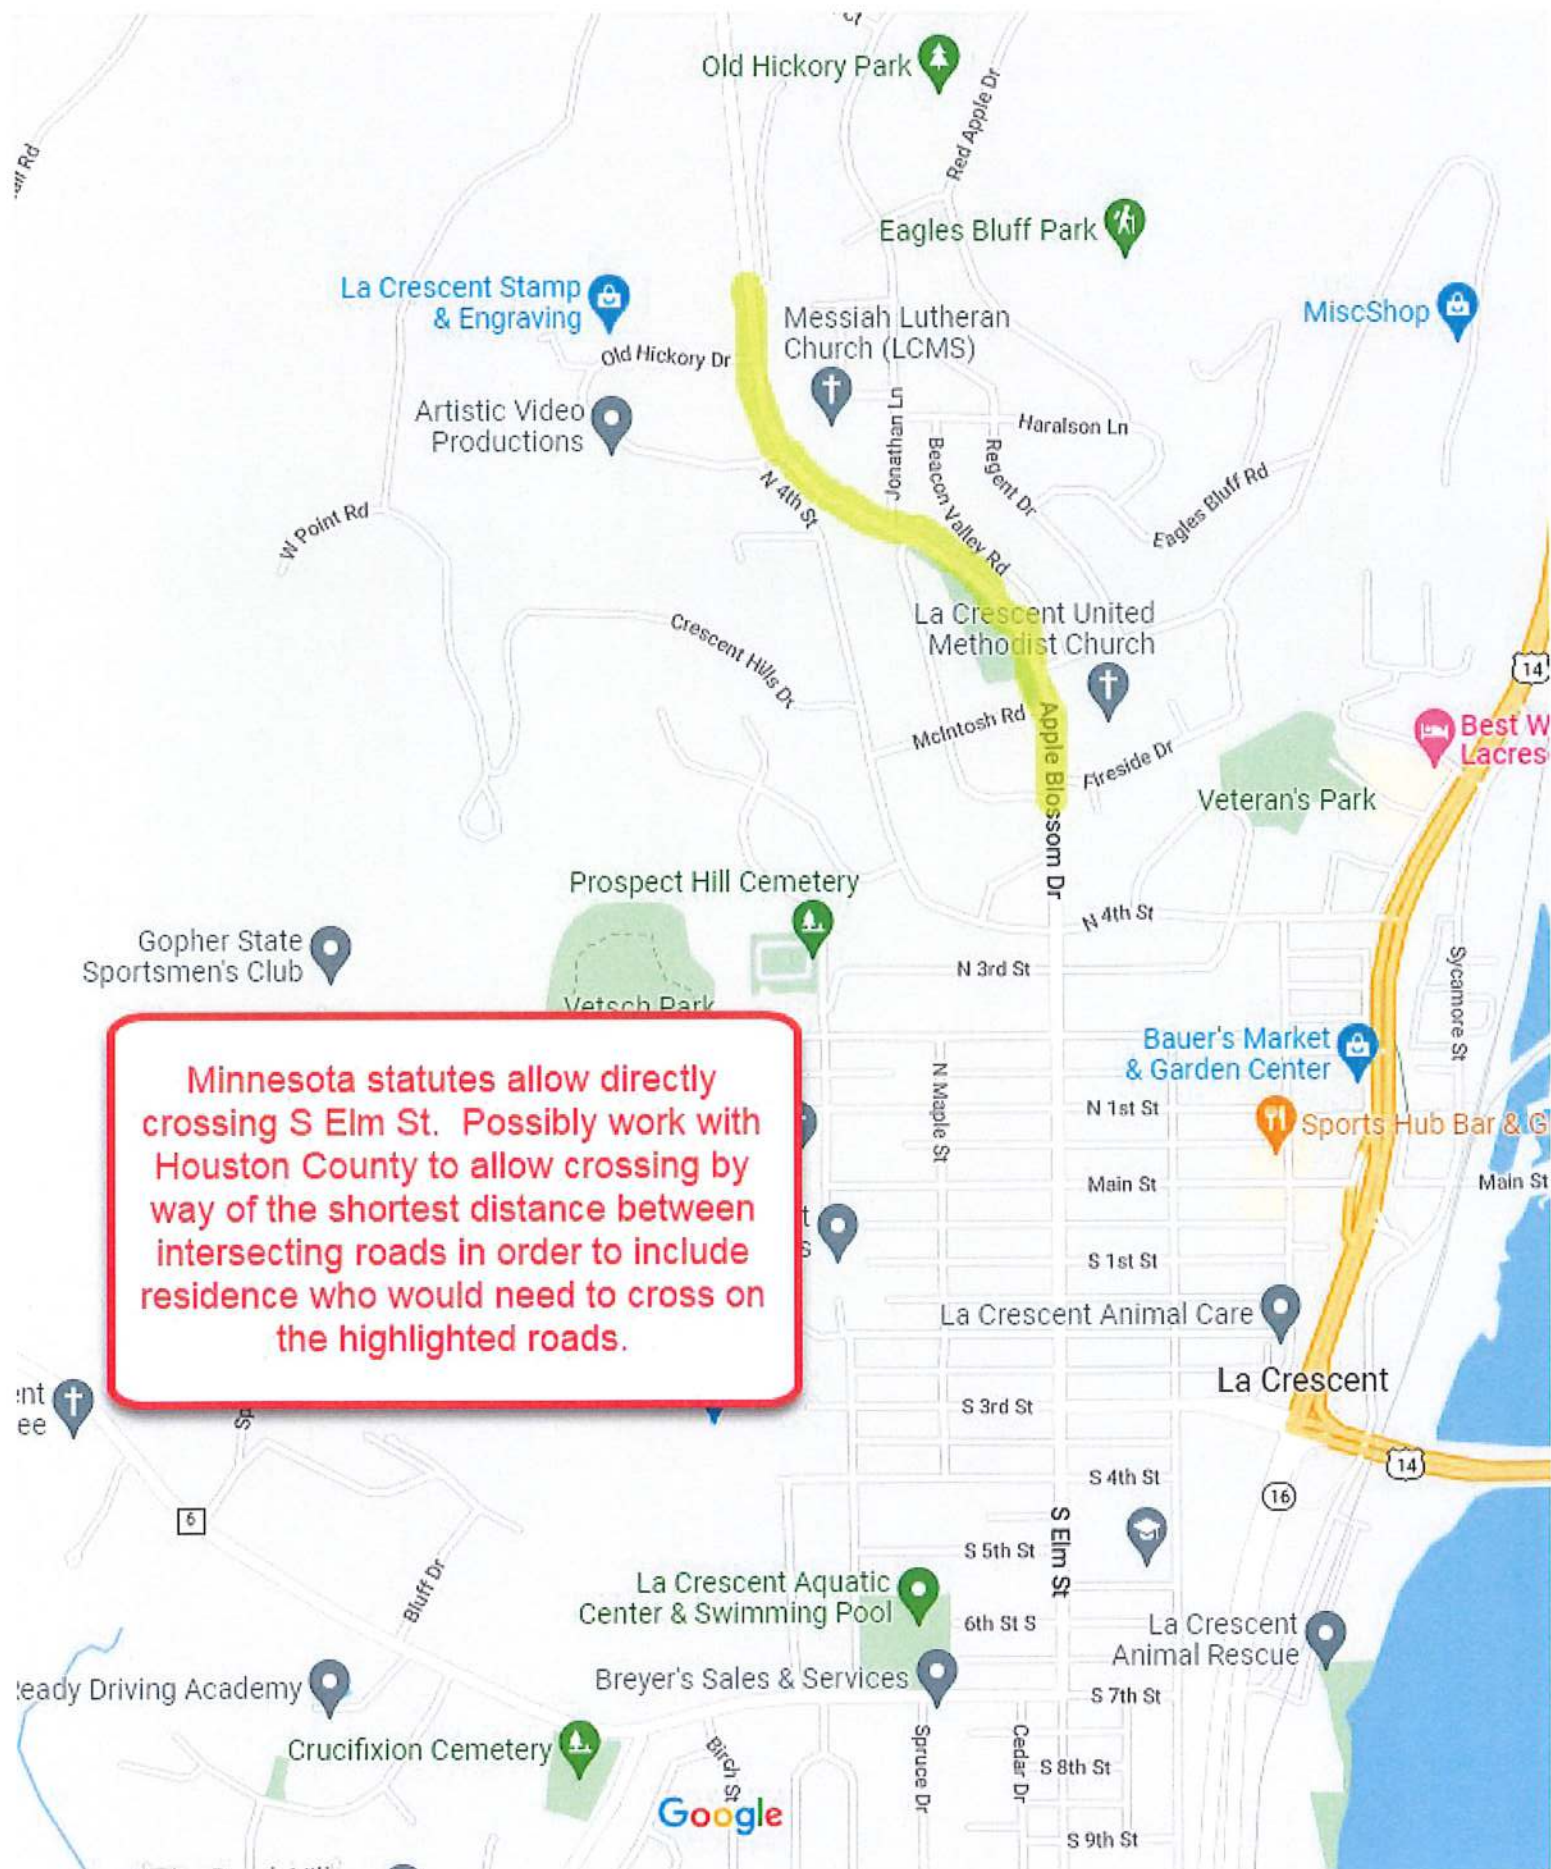 Old Hickory Park
Red Apple Dr
Eagles Bluff Park
La Crescent Stamp
& Engraving
MiscShop
Messiah Lutheran
Church (LCMS)
Old Hickory Dr
Artistic Video
Productions
Jonathan Ln
Haralson Ln
Beacon Valley Rd
Regent Dr
Eagles Bluff Rd
N 4th St
W Point Rd
La Crescent United
Methodist Church
Crescent Hills Dr
14
McIntosh Rd
Apple Blossom Dr
Fireside Dr
Best W
Lacres
Veteran's Park
Prospect Hill Cemetery
N 4th St
Gopher State
Sportsmen's Club
N 3rd St
Sycamore St
Vetsch Park
Minnesota statutes allow directly
crossing S Elm St. Possibly work with
Houston County to allow crossing by
way of the shortest distance between
intersecting roads in order to include
residence who would need to cross on
the highlighted roads.
Bauer's Market
& Garden Center
N Maple St
N 1st St
Sports Hub Bar & G
Main St
Main St
S 1st St
La Crescent Animal Care
La Crescent
S 3rd St
14
S 4th St
16
6
S Elm St
S 5th St
Bluff Dr
La Crescent Aquatic
Center & Swimming Pool
6th St S
La Crescent
Animal Rescue
Breyer's Sales & Services
eady Driving Academy
S 7th St
Crucifixion Cemetery
Birch St
Spruce Dr
Cedar Dr
S 8th St
Google
S 9th St